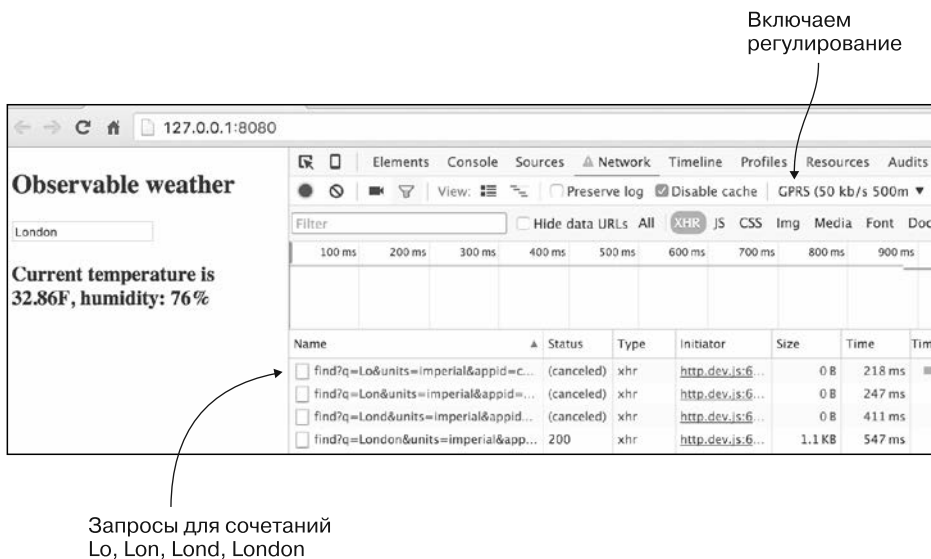 Включаем
регулирование
127.0.0.1:8080
Elements Console Sources Network Timeline Profiles Resources Audits
Observable weather
View: Preserve log Disable cache GPRS (50 kb/s 500m ▼
London
Filter Hide data URLs All XHR JS CSS Img Media Font Doc
100 ms 200 ms 300 ms 400 ms 500 ms 600 ms 700 ms 800 ms 900 ms
Current temperature is
32.86F, humidity: 76%
Name ▲ Status Type Initiator Size Time Tim
find?q=Lo&units=imperial&appid=c... (canceled) xhr http.dev.js:6... 0 B 218 ms
find?q=Lon&units=imperial&appid=... (canceled) xhr http.dev.js:6... 0 B 247 ms
find?q=Lond&units=imperial&appid... (canceled) xhr http.dev.js:6... 0 B 411 ms
find?q=London&units=imperial&app... 200 xhr http.dev.js:6... 1.1 KB 547 ms
Запросы для сочетаний
Lo, Lon, Lond, London